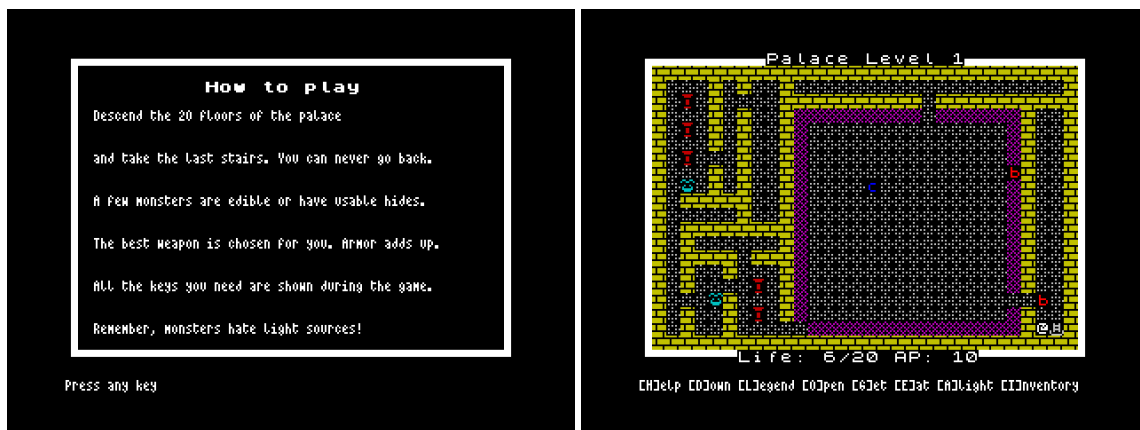 How to play
Descend the 20 floors of the palace
and take the last stairs. You can never go back.
A few monsters are edible or have usable hides.
The best weapon is chosen for you. Armor adds up.
All the keys you need are shown during the game.
Remember, monsters hate light sources!
Press any key
Palace Level 1
c
b
b
@
Life: 6/20 AP: 10
[H]elp [D]own [L]egend [O]pen [G]et [E]at [A]light [I]nventory